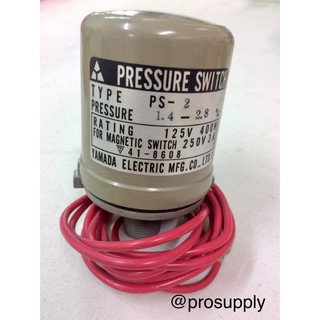 PRESSURE SWITCH
TYPE PS-2
PRESSURE 1.4 - 2.8
RATING 125V
FOR MAGNETIC SWITCH 250V
41-8608
YAMADA ELECTRIC MFG.CO.,LTD
@prosupply